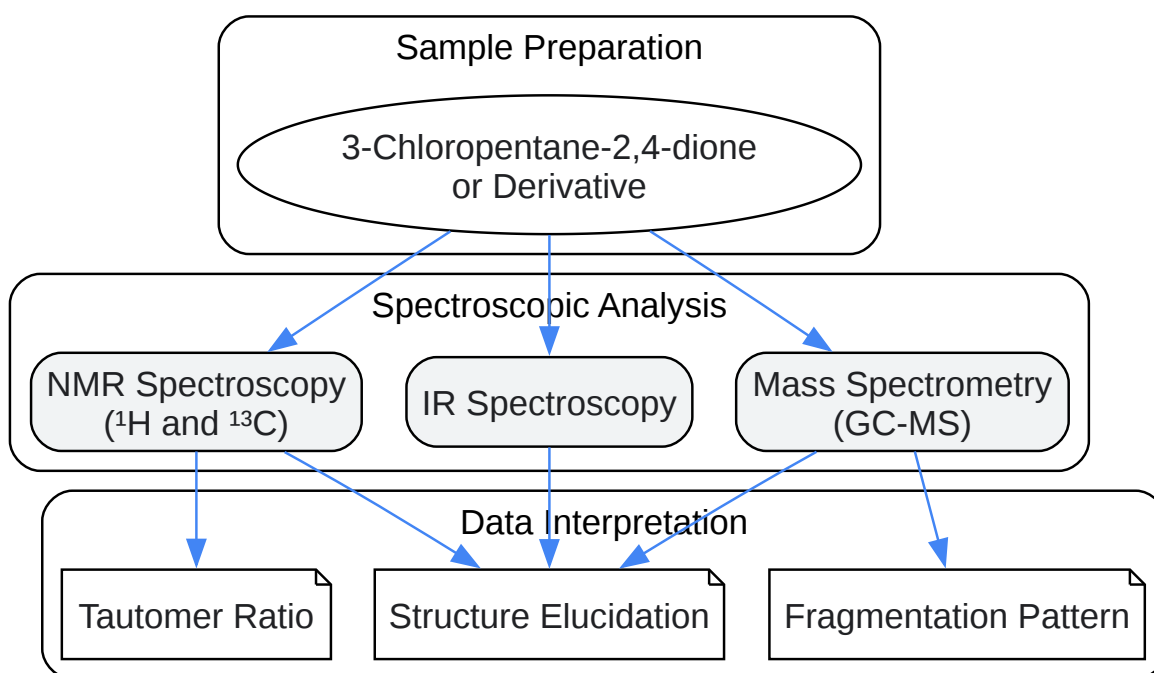 Sample Preparation
3-Chloropentane-2,4-dione
or Derivative
Spectroscopic Analysis
NMR Spectroscopy
(¹H and ¹³C)
IR Spectroscopy
Mass Spectrometry
(GC-MS)
Data Interpretation
Tautomer Ratio
Structure Elucidation
Fragmentation Pattern